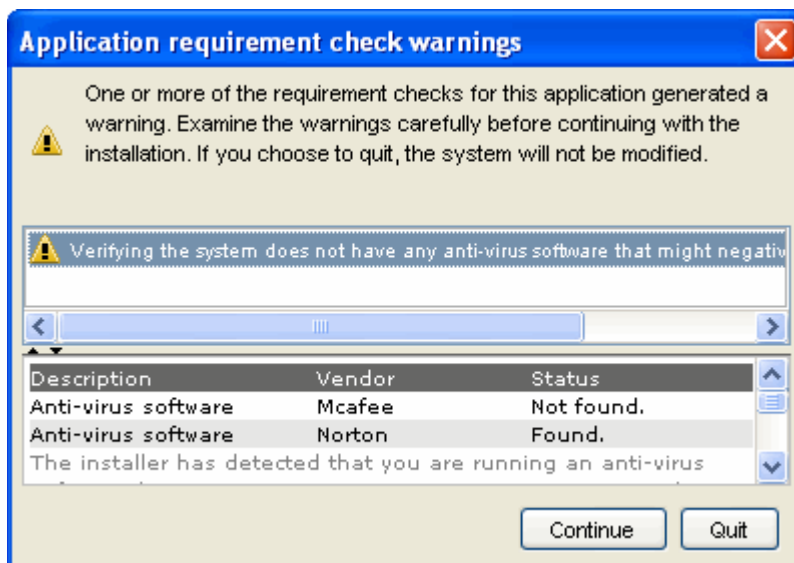 Application requirement check warnings
One or more of the requirement checks for this application generated a
warning. Examine the warnings carefully before continuing with the
installation. If you choose to quit, the system will not be modified.
Verifying the system does not have any anti-virus software that might negativ
Description Vendor Status
Anti-virus software Mcafee Not found.
Anti-virus software Norton Found.
The installer has detected that you are running an anti-virus
Continue Quit